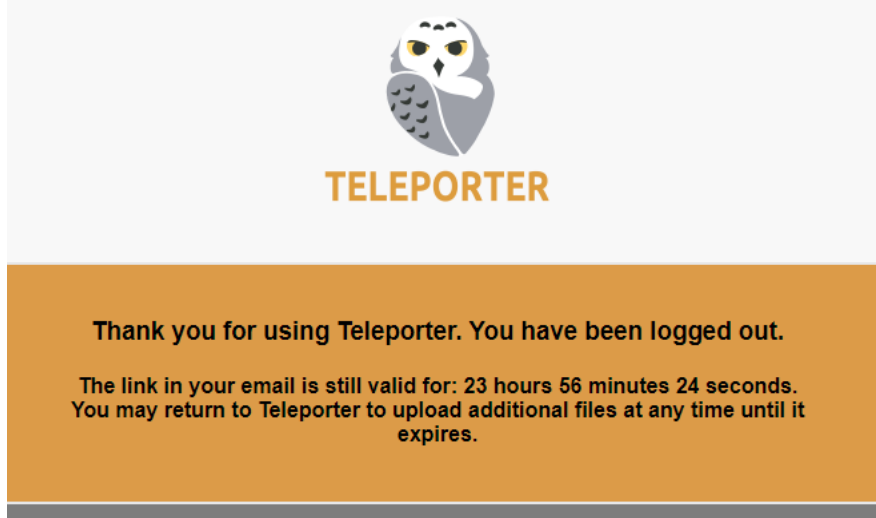 TELEPORTER
Thank you for using Teleporter. You have been logged out.
The link in your email is still valid for: 23 hours 56 minutes 24 seconds.
You may return to Teleporter to upload additional files at any time until it
expires.